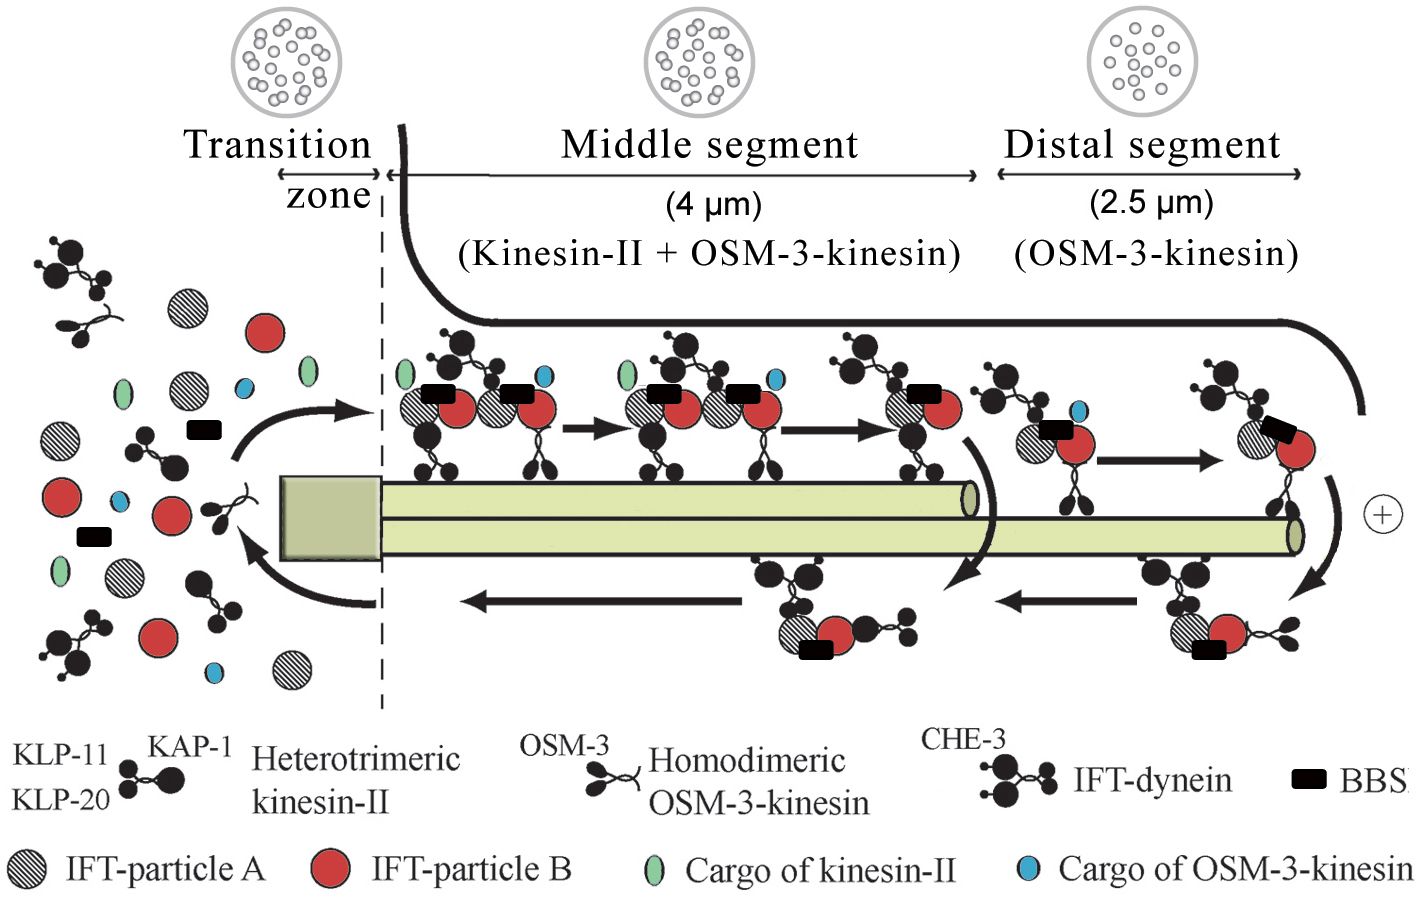 Transition
zone
Middle segment
(4 µm)
(Kinesin-II + OSM-3-kinesin)
Distal segment
(2.5 µm)
(OSM-3-kinesin)
+
KLP-11
KLP-20
KAP-1
Heterotrimeric
kinesin-II
OSM-3
Homodimeric
OSM-3-kinesin
CHE-3
IFT-dynein
BBS
IFT-particle A
IFT-particle B
Cargo of kinesin-II
Cargo of OSM-3-kinesin